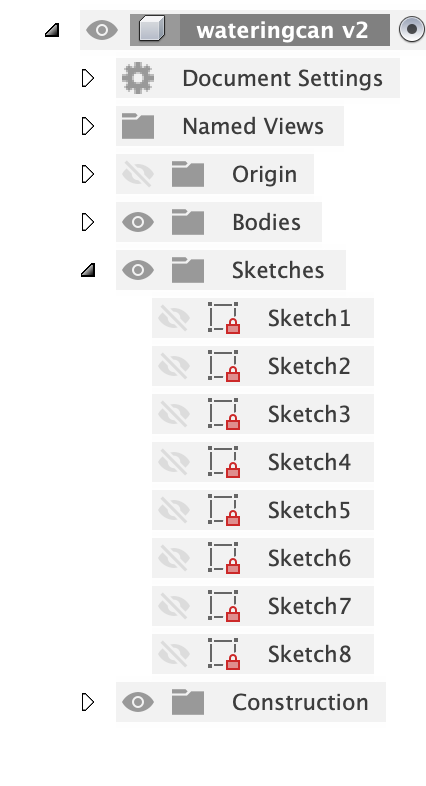 wateringcan v2
Document Settings
Named Views
Origin
Bodies
Sketches
Sketch1
Sketch2
Sketch3
Sketch4
Sketch5
Sketch6
Sketch7
Sketch8
Construction